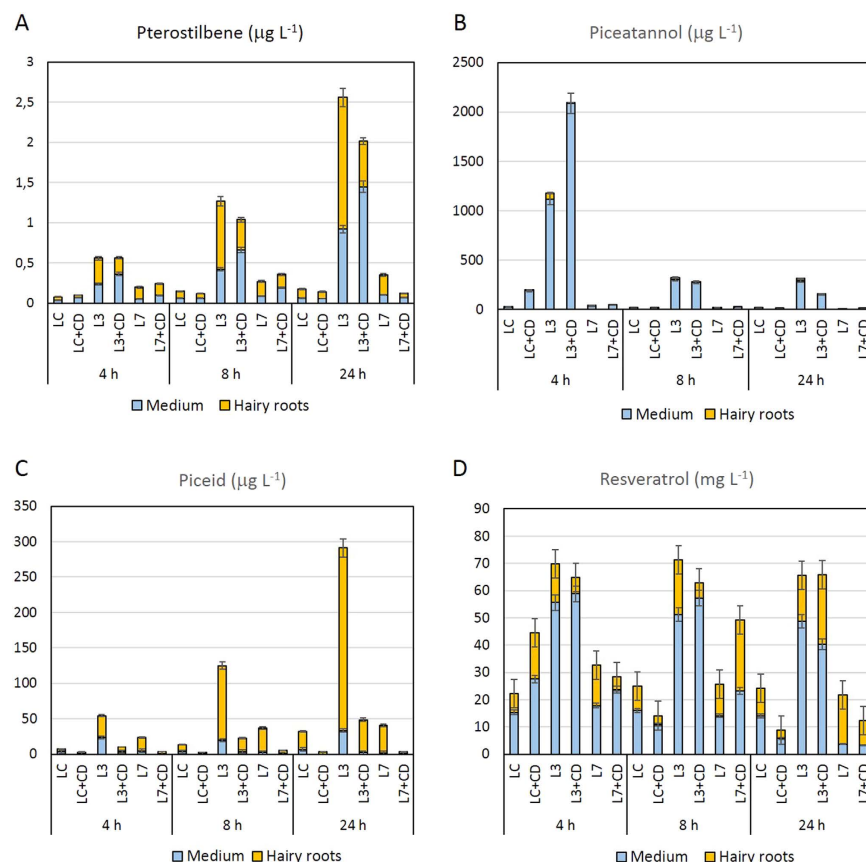 A
Pterostilbene (µg L-1)
3
2,5
2
1,5
1
0,5
0
LC LC+CD L3 L3+CD L7 L7+CD LC LC+CD L3 L3+CD L7 L7+CD LC LC+CD L3 L3+CD L7 L7+CD
4 h 8 h 24 h
Medium Hairy roots
B
Piceatannol (µg L-1)
2500
2000
1500
1000
500
0
LC LC+CD L3 L3+CD L7 L7+CD LC LC+CD L3 L3+CD L7 L7+CD LC LC+CD L3 L3+CD L7 L7+CD
4 h 8 h 24 h
Medium Hairy roots
C
Piceid (µg L-1)
350
300
250
200
150
100
50
0
LC LC+CD L3 L3+CD L7 L7+CD LC LC+CD L3 L3+CD L7 L7+CD LC LC+CD L3 L3+CD L7 L7+CD
4 h 8 h 24 h
Medium Hairy roots
D
Resveratrol (mg L-1)
90
80
70
60
50
40
30
20
10
0
LC LC+CD L3 L3+CD L7 L7+CD LC LC+CD L3 L3+CD L7 L7+CD LC LC+CD L3 L3+CD L7 L7+CD
4 h 8 h 24 h
Medium Hairy roots